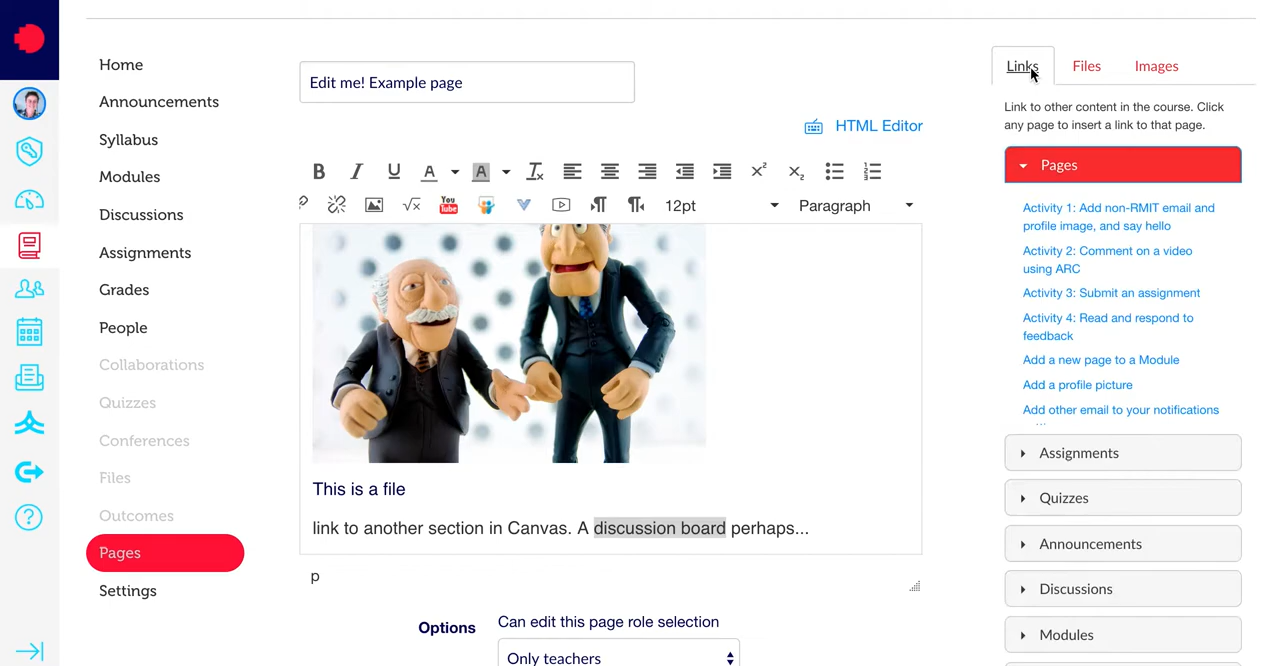 Home
Announcements
Syllabus
Modules
Discussions
Assignments
Grades
People
Collaborations
Quizzes
Conferences
Files
Outcomes
Pages
Settings
Edit me! Example page
HTML Editor
B I U A A Tx x² x₂
√x You Tube 12pt Paragraph
This is a file
link to another section in Canvas. A discussion board perhaps...
p
Options
Can edit this page role selection
Only teachers
Links Files Images
Link to other content in the course. Click
any page to insert a link to that page.
Pages
Activity 1: Add non-RMIT email and
profile image, and say hello
Activity 2: Comment on a video
using ARC
Activity 3: Submit an assignment
Activity 4: Read and respond to
feedback
Add a new page to a Module
Add a profile picture
Add other email to your notifications
Assignments
Quizzes
Announcements
Discussions
Modules